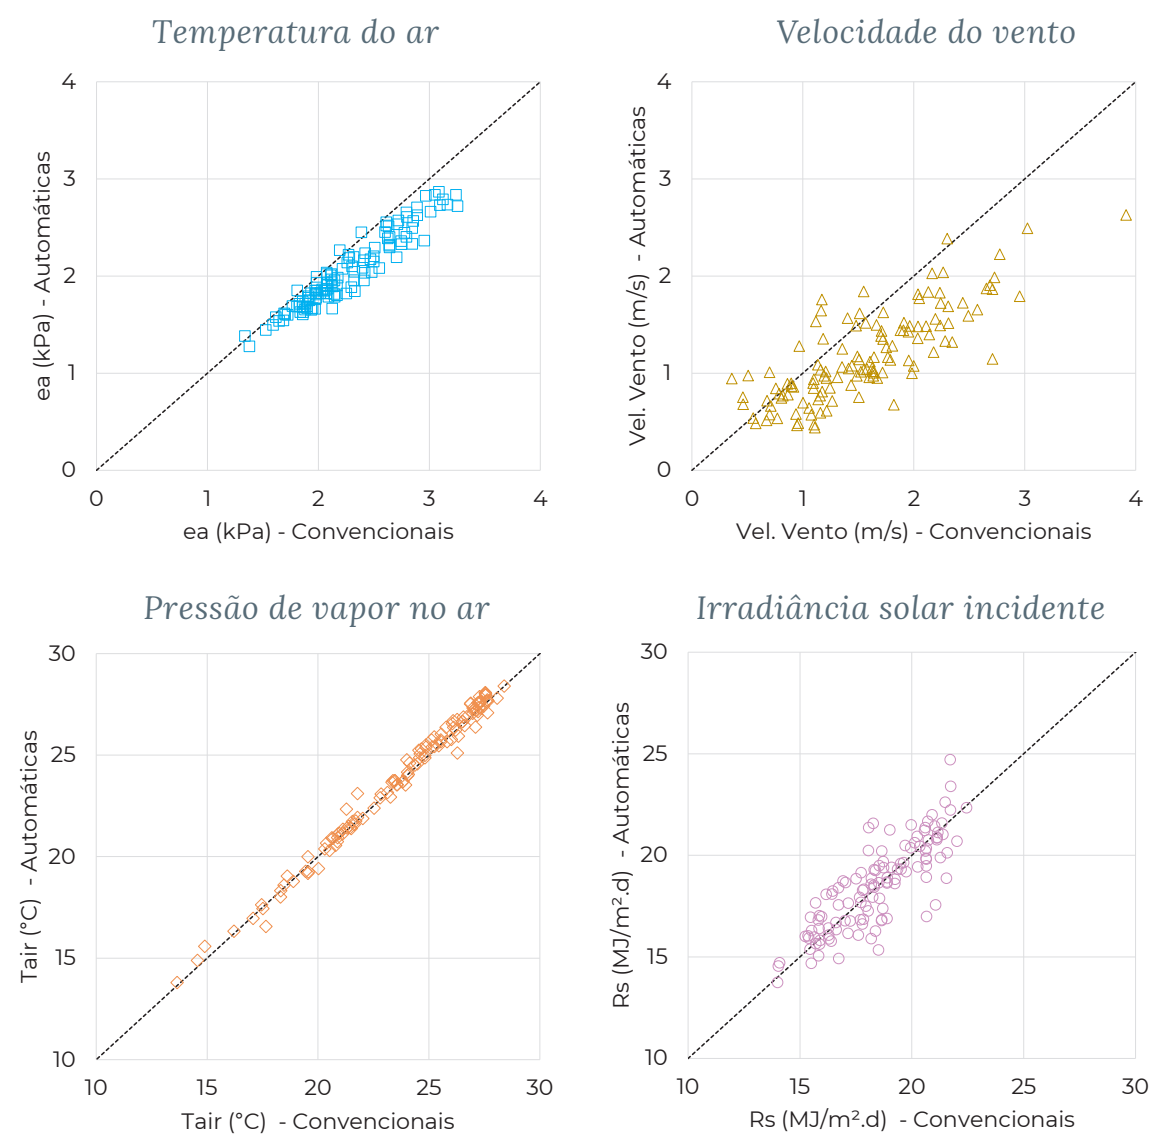 Temperatura do ar
4
3
2
1
0
0 1 2 3 4
ea (kPa) - Automáticas
ea (kPa) - Convencionais
Velocidade do vento
4
3
2
1
0
0 1 2 3 4
Vel. Vento (m/s) - Automáticas
Vel. Vento (m/s) - Convencionais
Pressão de vapor no ar
30
25
20
15
10
10 15 20 25 30
Tair (°C) - Automáticas
Tair (°C) - Convencionais
Irradiância solar incidente
30
25
20
15
10
10 15 20 25 30
Rs (MJ/m².d) - Automáticas
Rs (MJ/m².d) - Convencionais